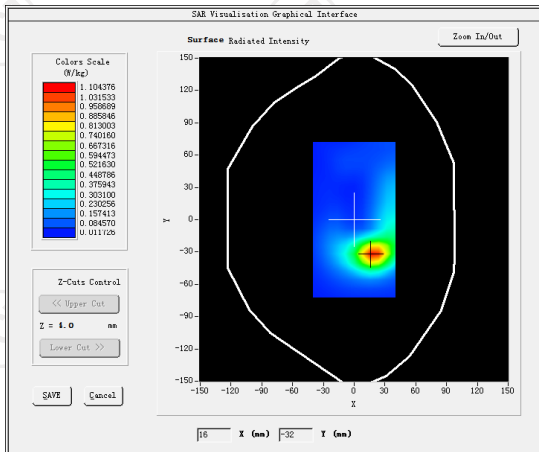 SAR Visualisation Graphical Interface
Surface Radiated Intensity
Zoom In/Out
Colors Scale
(W/kg)
1.104376
1.031533
0.958689
0.885846
0.813003
0.740160
0.667316
0.594473
0.521630
0.448786
0.375943
0.303100
0.230256
0.157413
0.084570
0.011726
Z-Cuts Control
<< Upper Cut
Z = 4.0 mm
Lower Cut >>
SAVE Cancel
150
120
90
60
30
0
-30
-60
-90
-120
-150
Y
-150 -120 -90 -60 -30 0 30 60 90 120 150
X
16 X (mm) -32 Y (mm)